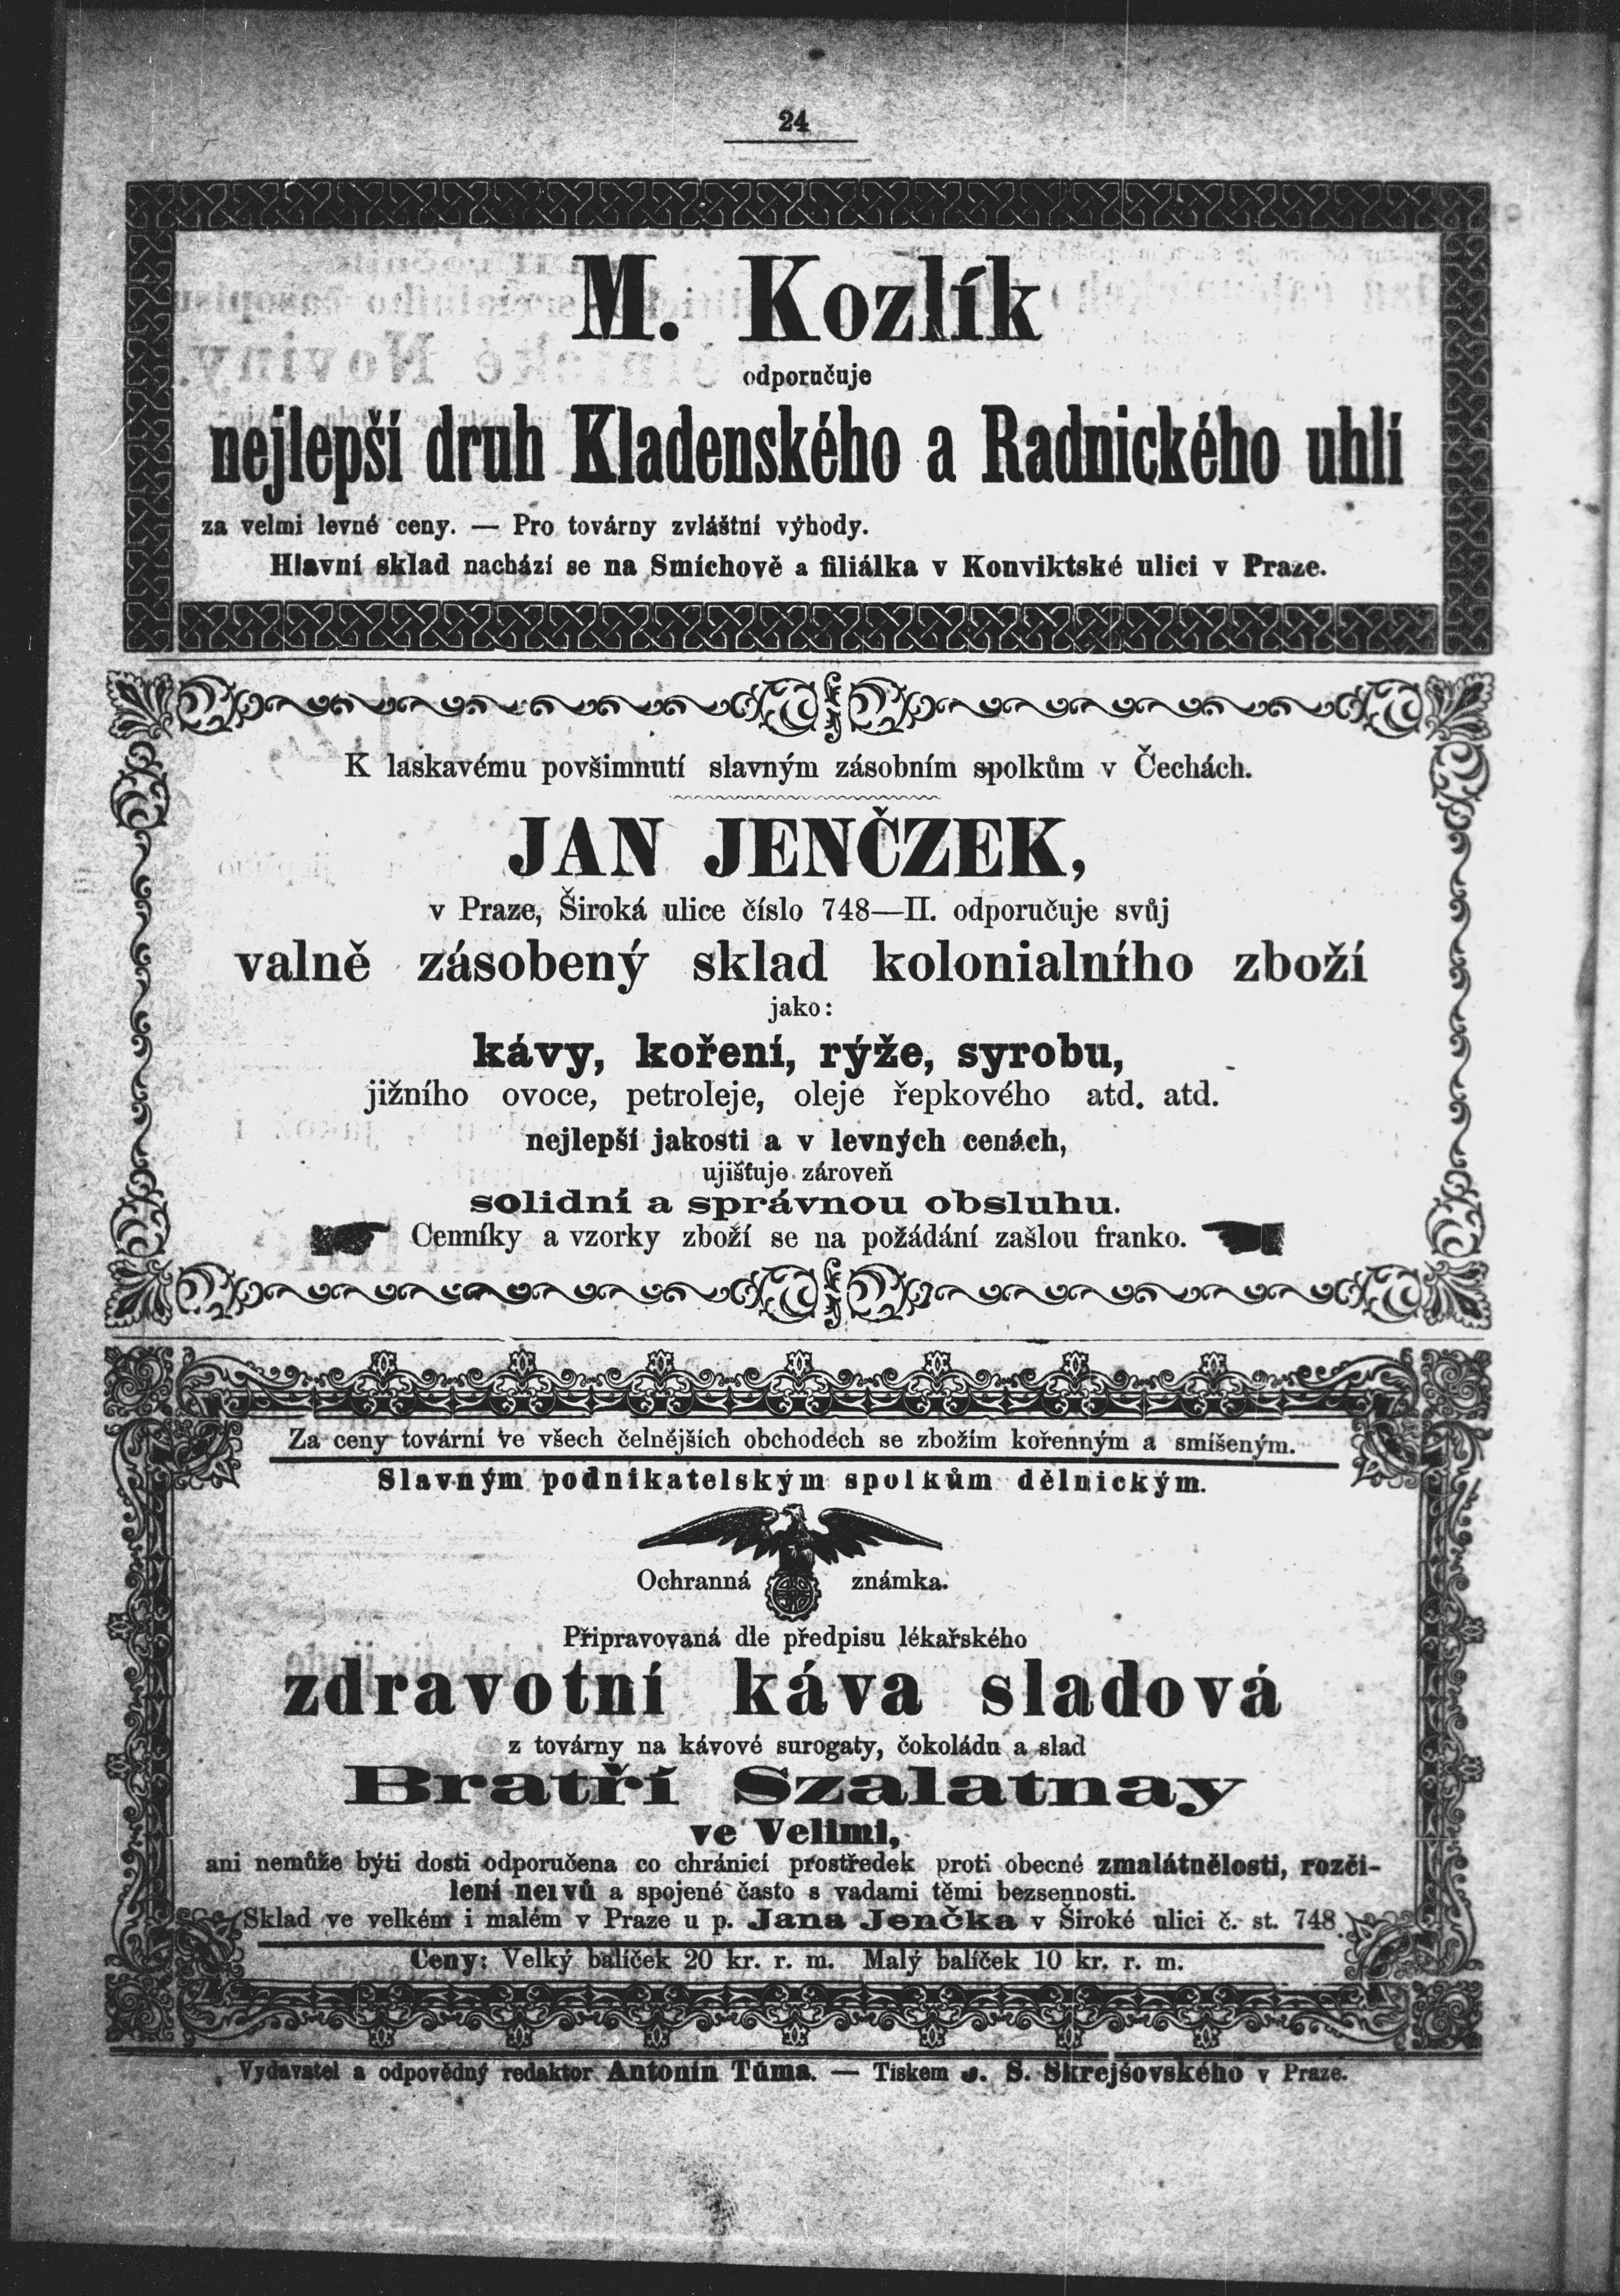 24
M. Kozlík
odporučuje
nejlepší druh Kladenského a Radnického uhlí
za velmi levné ceny. — Pro továrny zvláštní výhody.
Hlavní sklad nachází se na Smíchově a filiálka v Konviktské ulici v Praze.
K laskavému povšimnutí slavným zásobním spolkům v Čechách.
JAN JENČZEK,
v Praze, Široká ulice číslo 748—II. odporučuje svůj
valně zásobený sklad kolonialního zboží
jako:
kávy, koření, rýže, syrobu,
jižního ovoce, petroleje, oleje řepkového atd. atd.
nejlepší jakosti a v levných cenách,
ujišťuje zároveň
solidní a správnou obsluhu.
Cenníky a vzorky zboží se na požádání zašlou franko.
Za ceny tovární ve všech čelnějších obchodech se zbožím kořenným a smíšeným.
Slavným podnikatelským spolkům dělnickým.
Ochranná známka.
Připravovaná dle předpisu lékařského
zdravotní káva sladová
z továrny na kávové surogaty, čokoládu a slad
Bratří Szalatnay
ve Velimi,
ani nemůže býti dosti odporučena co chránicí prostředek proti obecné zmalátnělosti, rozči-
lení nervů a spojené často s vadami těmi bezsennosti.
Sklad ve velkém i malém v Praze u p. Jana Jenčka v Široké ulici č. st. 748
Ceny: Velký balíček 20 kr. r. m. Malý balíček 10 kr. r. m.
Vydavatel a odpovědný redaktor Antonín Tůma. — Tiskem J. S. Skrejšovského v Praze.